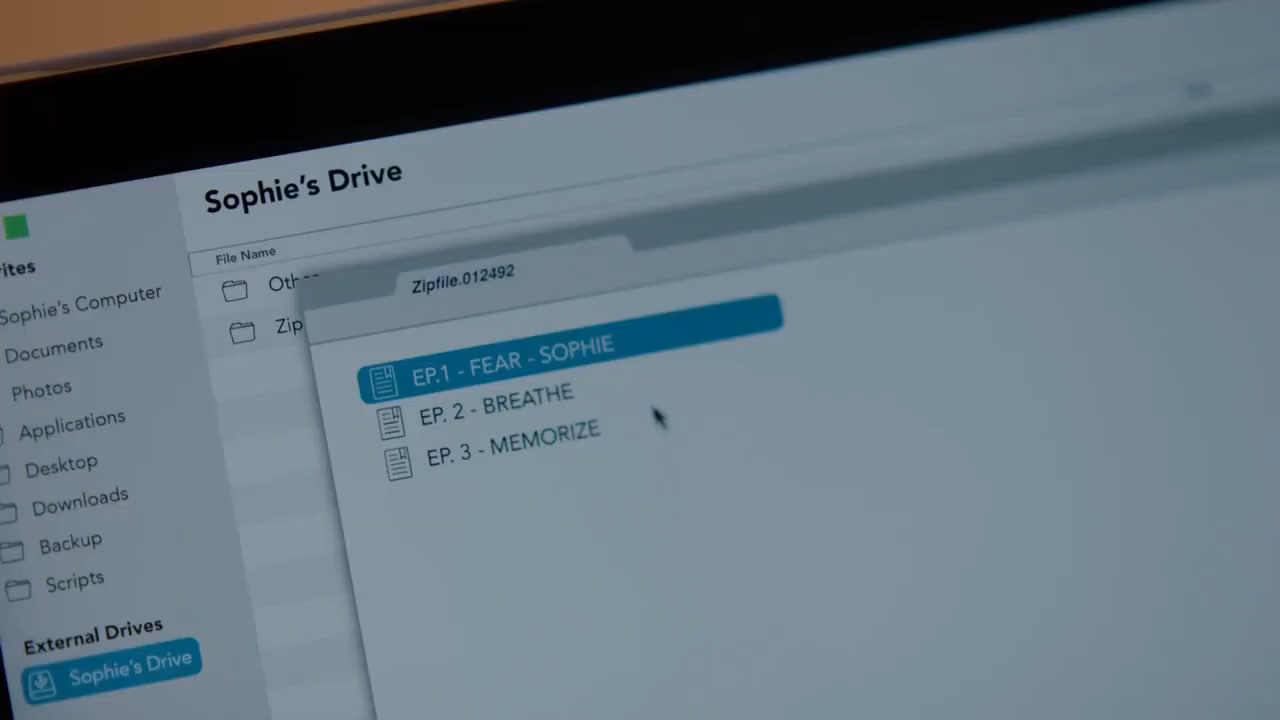 Sophie's Drive
File Name
Zipfile.012492
EP.1 - FEAR - SOPHIE
EP. 2 - BREATHE
EP. 3 - MEMORIZE
Sophie's Computer
Documents
Photos
Applications
Desktop
Downloads
Backup
Scripts
External Drives
Sophie's Drive